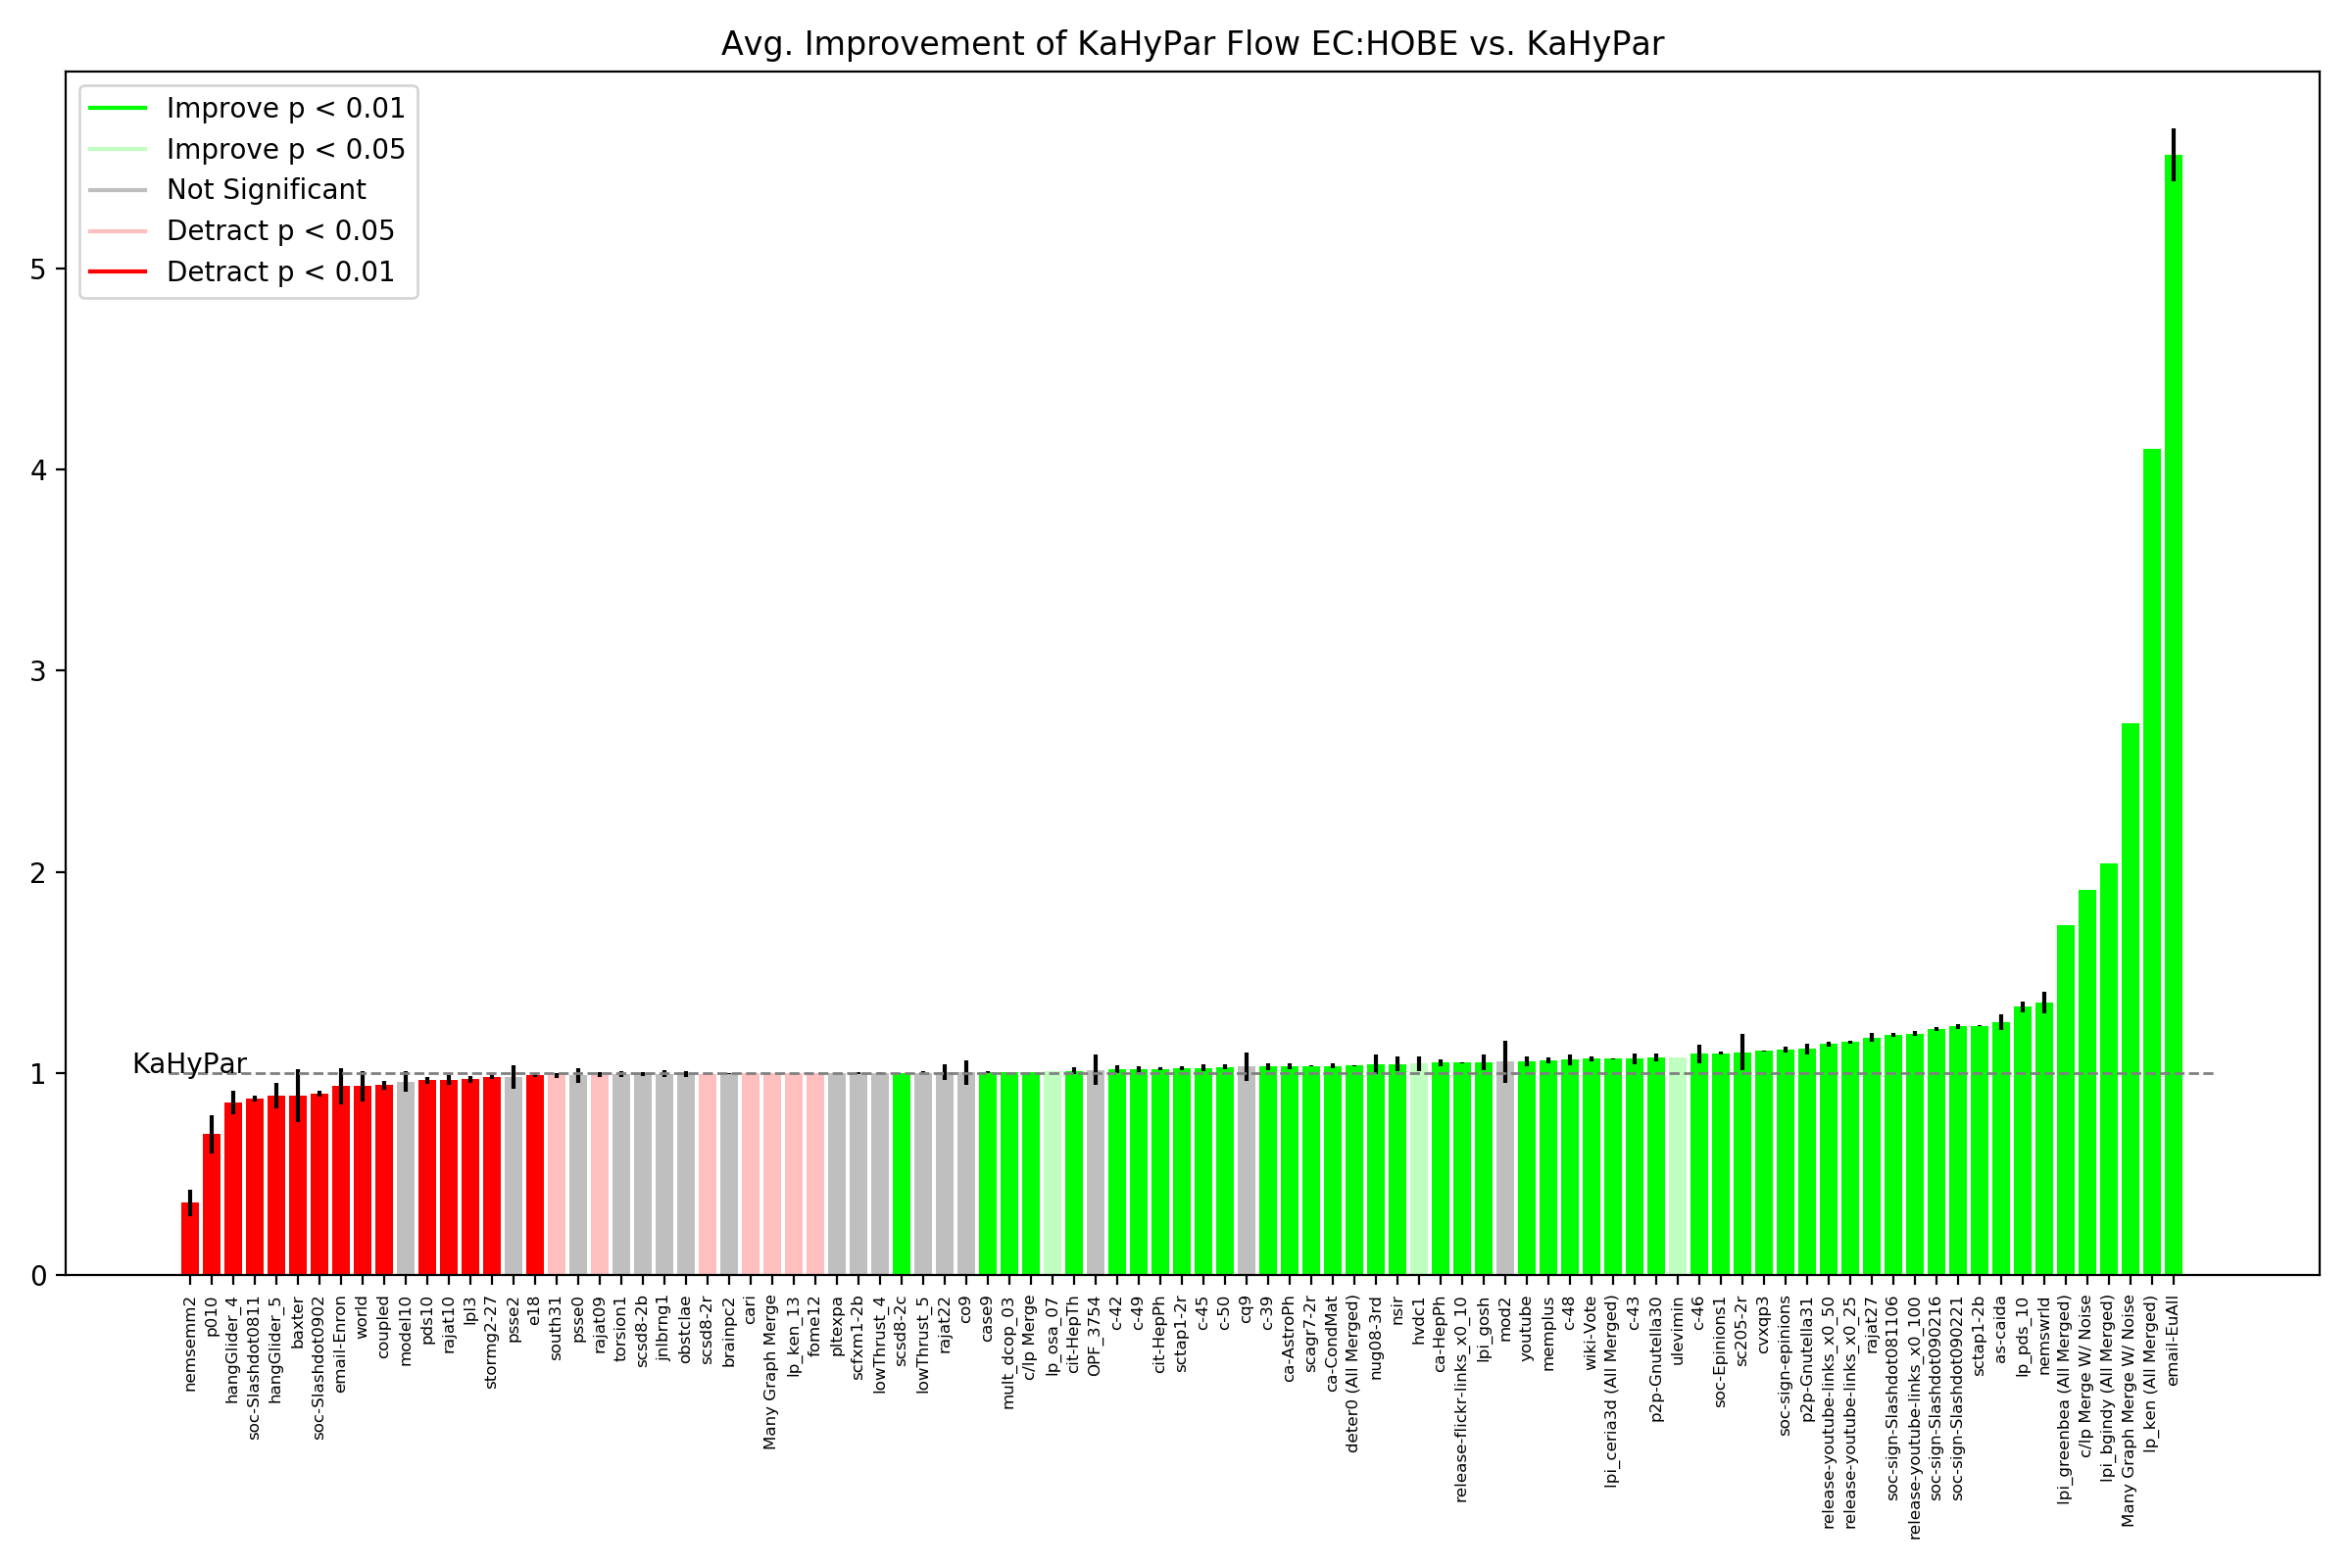 Avg. Improvement of KaHyPar Flow EC:HOBE vs. KaHyPar
Improve p < 0.01
Improve p < 0.05
Not Significant
Detract p < 0.05
Detract p < 0.01
5
4
3
2
1
0
KaHyPar
nemsemm2
p010
hangGlider_4
soc-Slashdot0811
hangGlider_5
baxter
soc-Slashdot0902
email-Enron
world
coupled
model10
pds10
rajat10
lpl3
stormg2-27
psse2
e18
south31
psse0
rajat09
torsion1
scsd8-2b
jnlbrng1
obstclae
scsd8-2r
brainpc2
cari
Many Graph Merge
lp_ken_13
fome12
pltexpa
scfxm1-2b
lowThrust_4
scsd8-2c
lowThrust_5
rajat22
co9
case9
mult_dcop_03
c/lp Merge
lp_osa_07
cit-HepTh
OPF_3754
c-42
c-49
cit-HepPh
sctap1-2r
c-45
c-50
cq9
c-39
ca-AstroPh
scagr7-2r
ca-CondMat
deter0 (All Merged)
nug08-3rd
nsir
hvdc1
ca-HepPh
release-flickr-links_x0_10
lpi_gosh
mod2
youtube
memplus
c-48
wiki-Vote
lpi_ceria3d (All Merged)
c-43
p2p-Gnutella30
ulevimin
c-46
soc-Epinions1
sc205-2r
cvxqp3
soc-sign-epinions
p2p-Gnutella31
release-youtube-links_x0_50
release-youtube-links_x0_25
rajat27
soc-sign-Slashdot081106
release-youtube-links_x0_100
soc-sign-Slashdot090216
soc-sign-Slashdot090221
sctap1-2b
as-caida
lp_pds_10
nemswrld
lpi_greenbea (All Merged)
c/lp Merge W/ Noise
lpi_bgindy (All Merged)
Many Graph Merge W/ Noise
lp_ken (All Merged)
email-EuAll